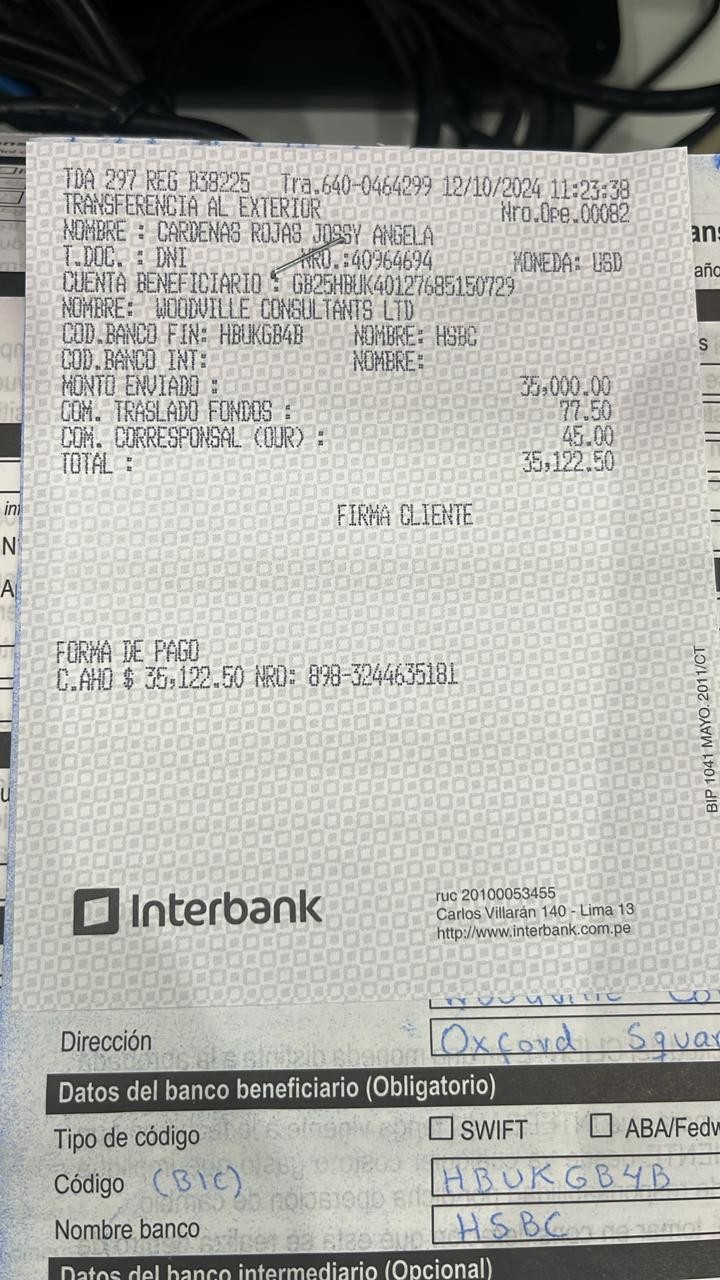 TDA 297 REG B38225 Tra.640-0464299 12/10/2024 11:23:38
TRANSFERENCIA AL EXTERIOR Nro.Ope.00082
NOMBRE : CARDENAS ROJAS JOSSY ANGELA
T.DOC. : DNI NRO.:40964694 MONEDA: USD
CUENTA BENEFICIARIO : GB25HBUK40127685150729
NOMBRE: WOODVILLE CONSULTANTS LTD
COD.BANCO FIN: HBUKGB4B NOMBRE: HSBC
COD.BANCO INT: NOMBRE:
MONTO ENVIADO : 35,000.00
COM. TRASLADO FONDOS : 77.50
COM. CORRESPONSAL (OUR) : 45.00
TOTAL : 35,122.50
FIRMA CLIENTE
FORMA DE PAGO
C.AHO $ 35,122.50 NRO: 898-3244635181
BIP 1041 MAYO. 2011/CT
Interbank
ruc 20100053455
Carlos Villarán 140 - Lima 13
http://www.interbank.com.pe
Dirección Oxford Squar
Datos del banco beneficiario (Obligatorio)
Tipo de código SWIFT ABA/Fedw
Código (BIC) HBUKGB4B
Nombre banco HSBC
Datos del banco intermediario (Opcional)